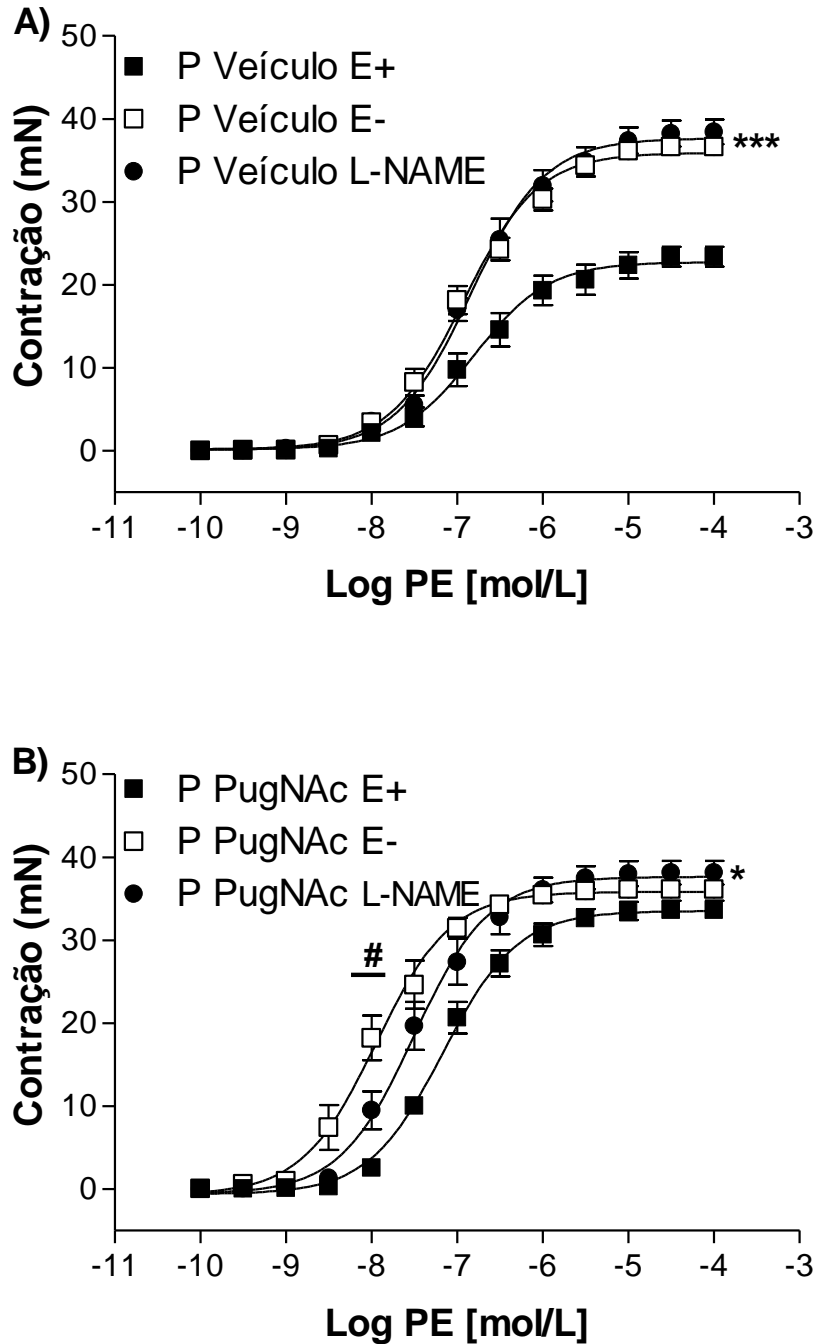 A)
50
40
30
20
10
0
Contração (mN)
P Veículo E+
P Veículo E-
P Veículo L-NAME
***
-11 -10 -9 -8 -7 -6 -5 -4 -3
Log PE [mol/L]
B)
50
40
30
20
10
0
Contração (mN)
P PugNAc E+
P PugNAc E-
P PugNAc L-NAME
*
#
-11 -10 -9 -8 -7 -6 -5 -4 -3
Log PE [mol/L]